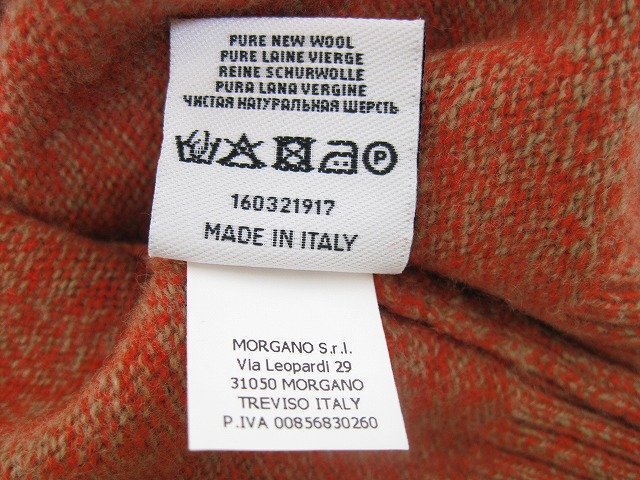 PURE NEW WOOL
PURE LAINE VIERGE
REINE SCHURWOLLE
PURA LANA VERGINE
ЧИСТАЯ НАТУРАЛЬНАЯ ШЕРСТЬ
P
160321917
MADE IN ITALY
MORGANO S.r.l.
Via Leopardi 29
31050 MORGANO
TREVISO ITALY
P.IVA 00856830260